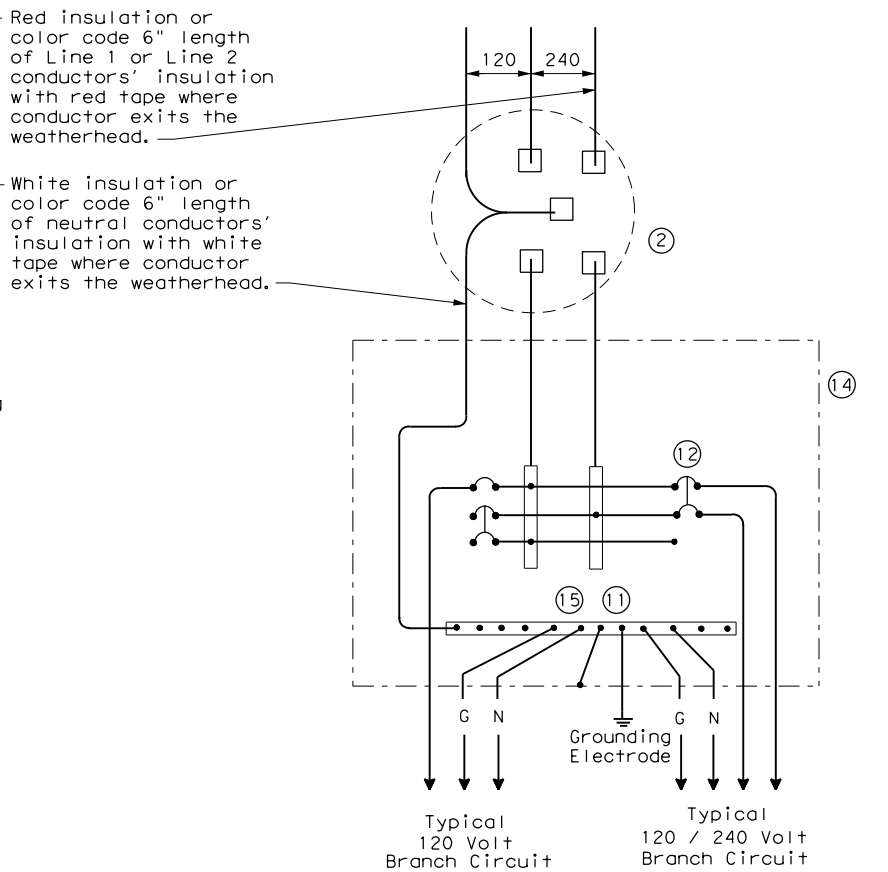 Red insulation or
color code 6" length
of Line 1 or Line 2
conductors' insulation
with red tape where
conductor exits the
weatherhead.
120
240
White insulation or
color code 6" length
of neutral conductors'
insulation with white
tape where conductor
exits the weatherhead.
2
14
12
15
11
G
N
G
N
Grounding
Electrode
Typical
120 Volt
Branch Circuit
Typical
120 / 240 Volt
Branch Circuit